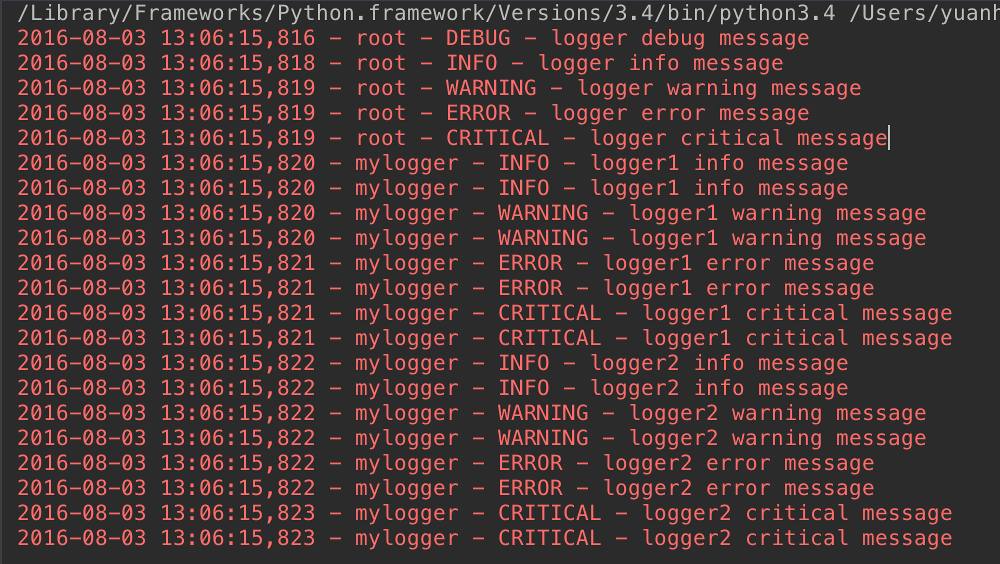 /Library/Frameworks/Python.framework/Versions/3.4/bin/python3.4 /Users/yuanh
2016-08-03 13:06:15,816 - root - DEBUG - logger debug message
2016-08-03 13:06:15,818 - root - INFO - logger info message
2016-08-03 13:06:15,819 - root - WARNING - logger warning message
2016-08-03 13:06:15,819 - root - ERROR - logger error message
2016-08-03 13:06:15,819 - root - CRITICAL - logger critical message
2016-08-03 13:06:15,820 - mylogger - INFO - logger1 info message
2016-08-03 13:06:15,820 - mylogger - INFO - logger1 info message
2016-08-03 13:06:15,820 - mylogger - WARNING - logger1 warning message
2016-08-03 13:06:15,820 - mylogger - WARNING - logger1 warning message
2016-08-03 13:06:15,821 - mylogger - ERROR - logger1 error message
2016-08-03 13:06:15,821 - mylogger - ERROR - logger1 error message
2016-08-03 13:06:15,821 - mylogger - CRITICAL - logger1 critical message
2016-08-03 13:06:15,821 - mylogger - CRITICAL - logger1 critical message
2016-08-03 13:06:15,822 - mylogger - INFO - logger2 info message
2016-08-03 13:06:15,822 - mylogger - INFO - logger2 info message
2016-08-03 13:06:15,822 - mylogger - WARNING - logger2 warning message
2016-08-03 13:06:15,822 - mylogger - WARNING - logger2 warning message
2016-08-03 13:06:15,822 - mylogger - ERROR - logger2 error message
2016-08-03 13:06:15,822 - mylogger - ERROR - logger2 error message
2016-08-03 13:06:15,823 - mylogger - CRITICAL - logger2 critical message
2016-08-03 13:06:15,823 - mylogger - CRITICAL - logger2 critical message